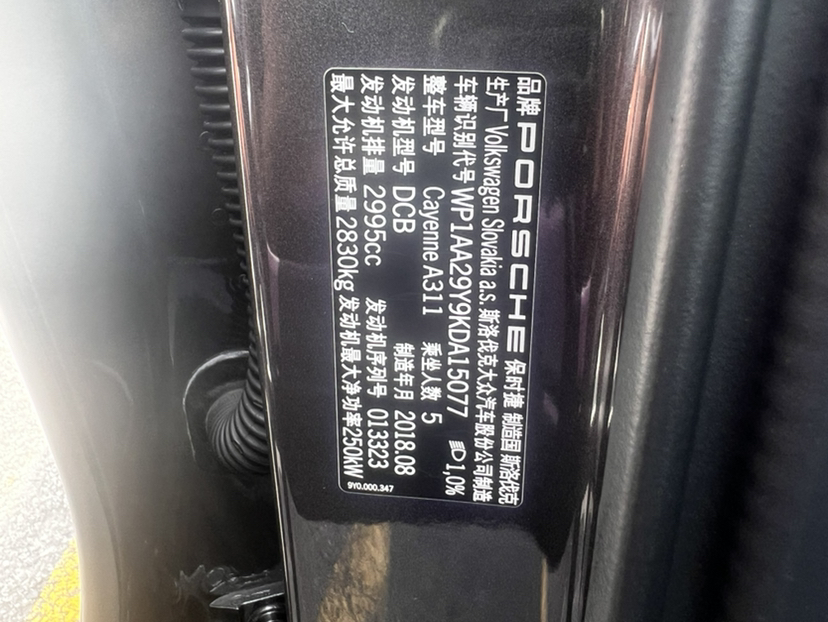 品牌 PORSCHE 保时捷 制造国 斯洛伐克
生产厂 Volkswagen Slovakia a.s. 斯洛伐克大众汽车股份公司制造
车辆识别代号 WP1AA29Y9KDA15077 1,0%
整车型号 Cayenne A311 乘坐人数 5
发动机型号 DCB 制造年月 2018.08
发动机排量 2995cc 发动机序列号 013323
最大允许总质量 2830kg 发动机最大净功率250kW
9Y0.000.347